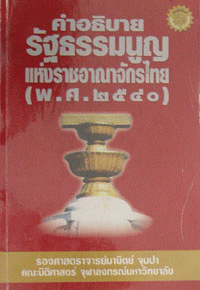 คำอธิบาย
รัฐธรรมนูญ
แห่งราชอาณาจักรไทย
(พ.ศ.๒๕๔๐)
รองศาสตราจารย์มานิตย์ จุมปา
คณะนิติศาสตร์ จุฬาลงกรณ์มหาวิทยาลัย